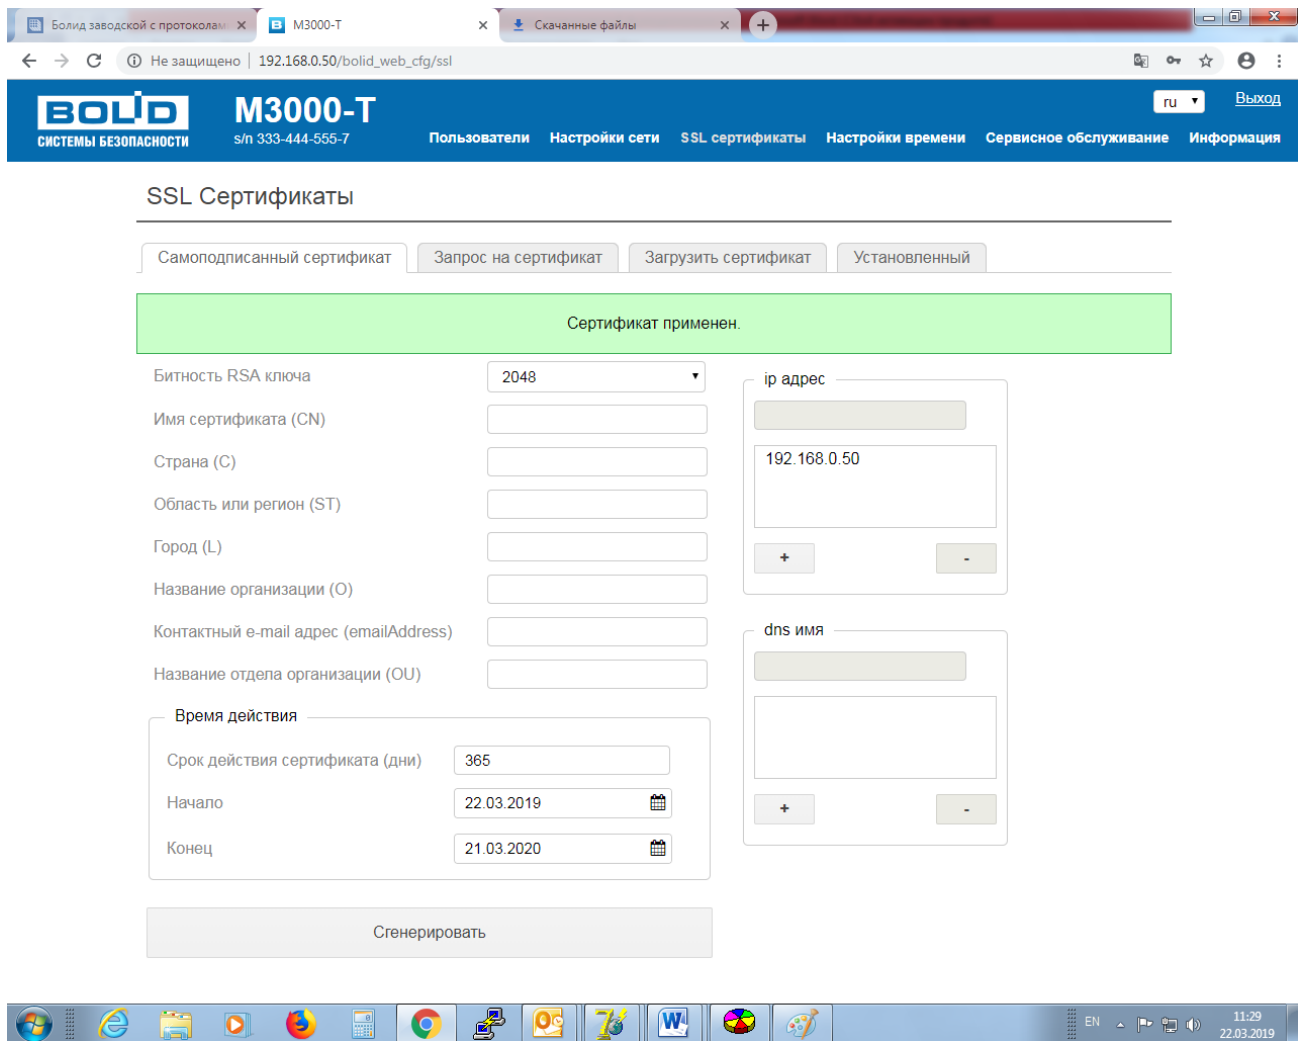 Болид заводской с протокола
M3000-T
Скачанные файлы
Не защищено
192.168.0.50/bolid_web_cfg/ssl
BOLID
СИСТЕМЫ БЕЗОПАСНОСТИ
M3000-T
s/n 333-444-555-7
ru
Выход
Пользователи Настройки сети SSL сертификаты Настройки времени Сервисное обслуживание Информация
SSL Сертификаты
Самоподписанный сертификат Запрос на сертификат Загрузить сертификат Установленный
Сертификат применен.
Битность RSA ключа 2048
Имя сертификата (CN)
Страна (C)
Область или регион (ST)
Город (L)
Название организации (O)
Контактный e-mail адрес (emailAddress)
Название отдела организации (OU)
Время действия
Срок действия сертификата (дни) 365
Начало 22.03.2019
Конец 21.03.2020
Сгенерировать
ip адрес
192.168.0.50
+ -
dns имя
+ -
EN
11:29
22.03.2019